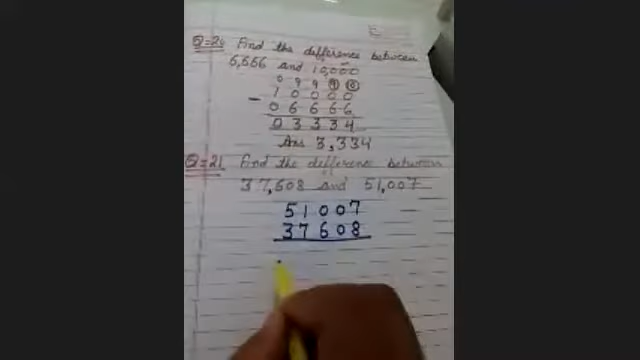 Q=20 Find the difference between
6,666 and 10,000
0 9 9 9 10
1 0 0 0 0
- 0 6 6 6 6
0 3 3 3 4
Ans 3,334
Q=21 Find the difference between
37,608 and 51,007
5 1 0 0 7
3 7 6 0 8